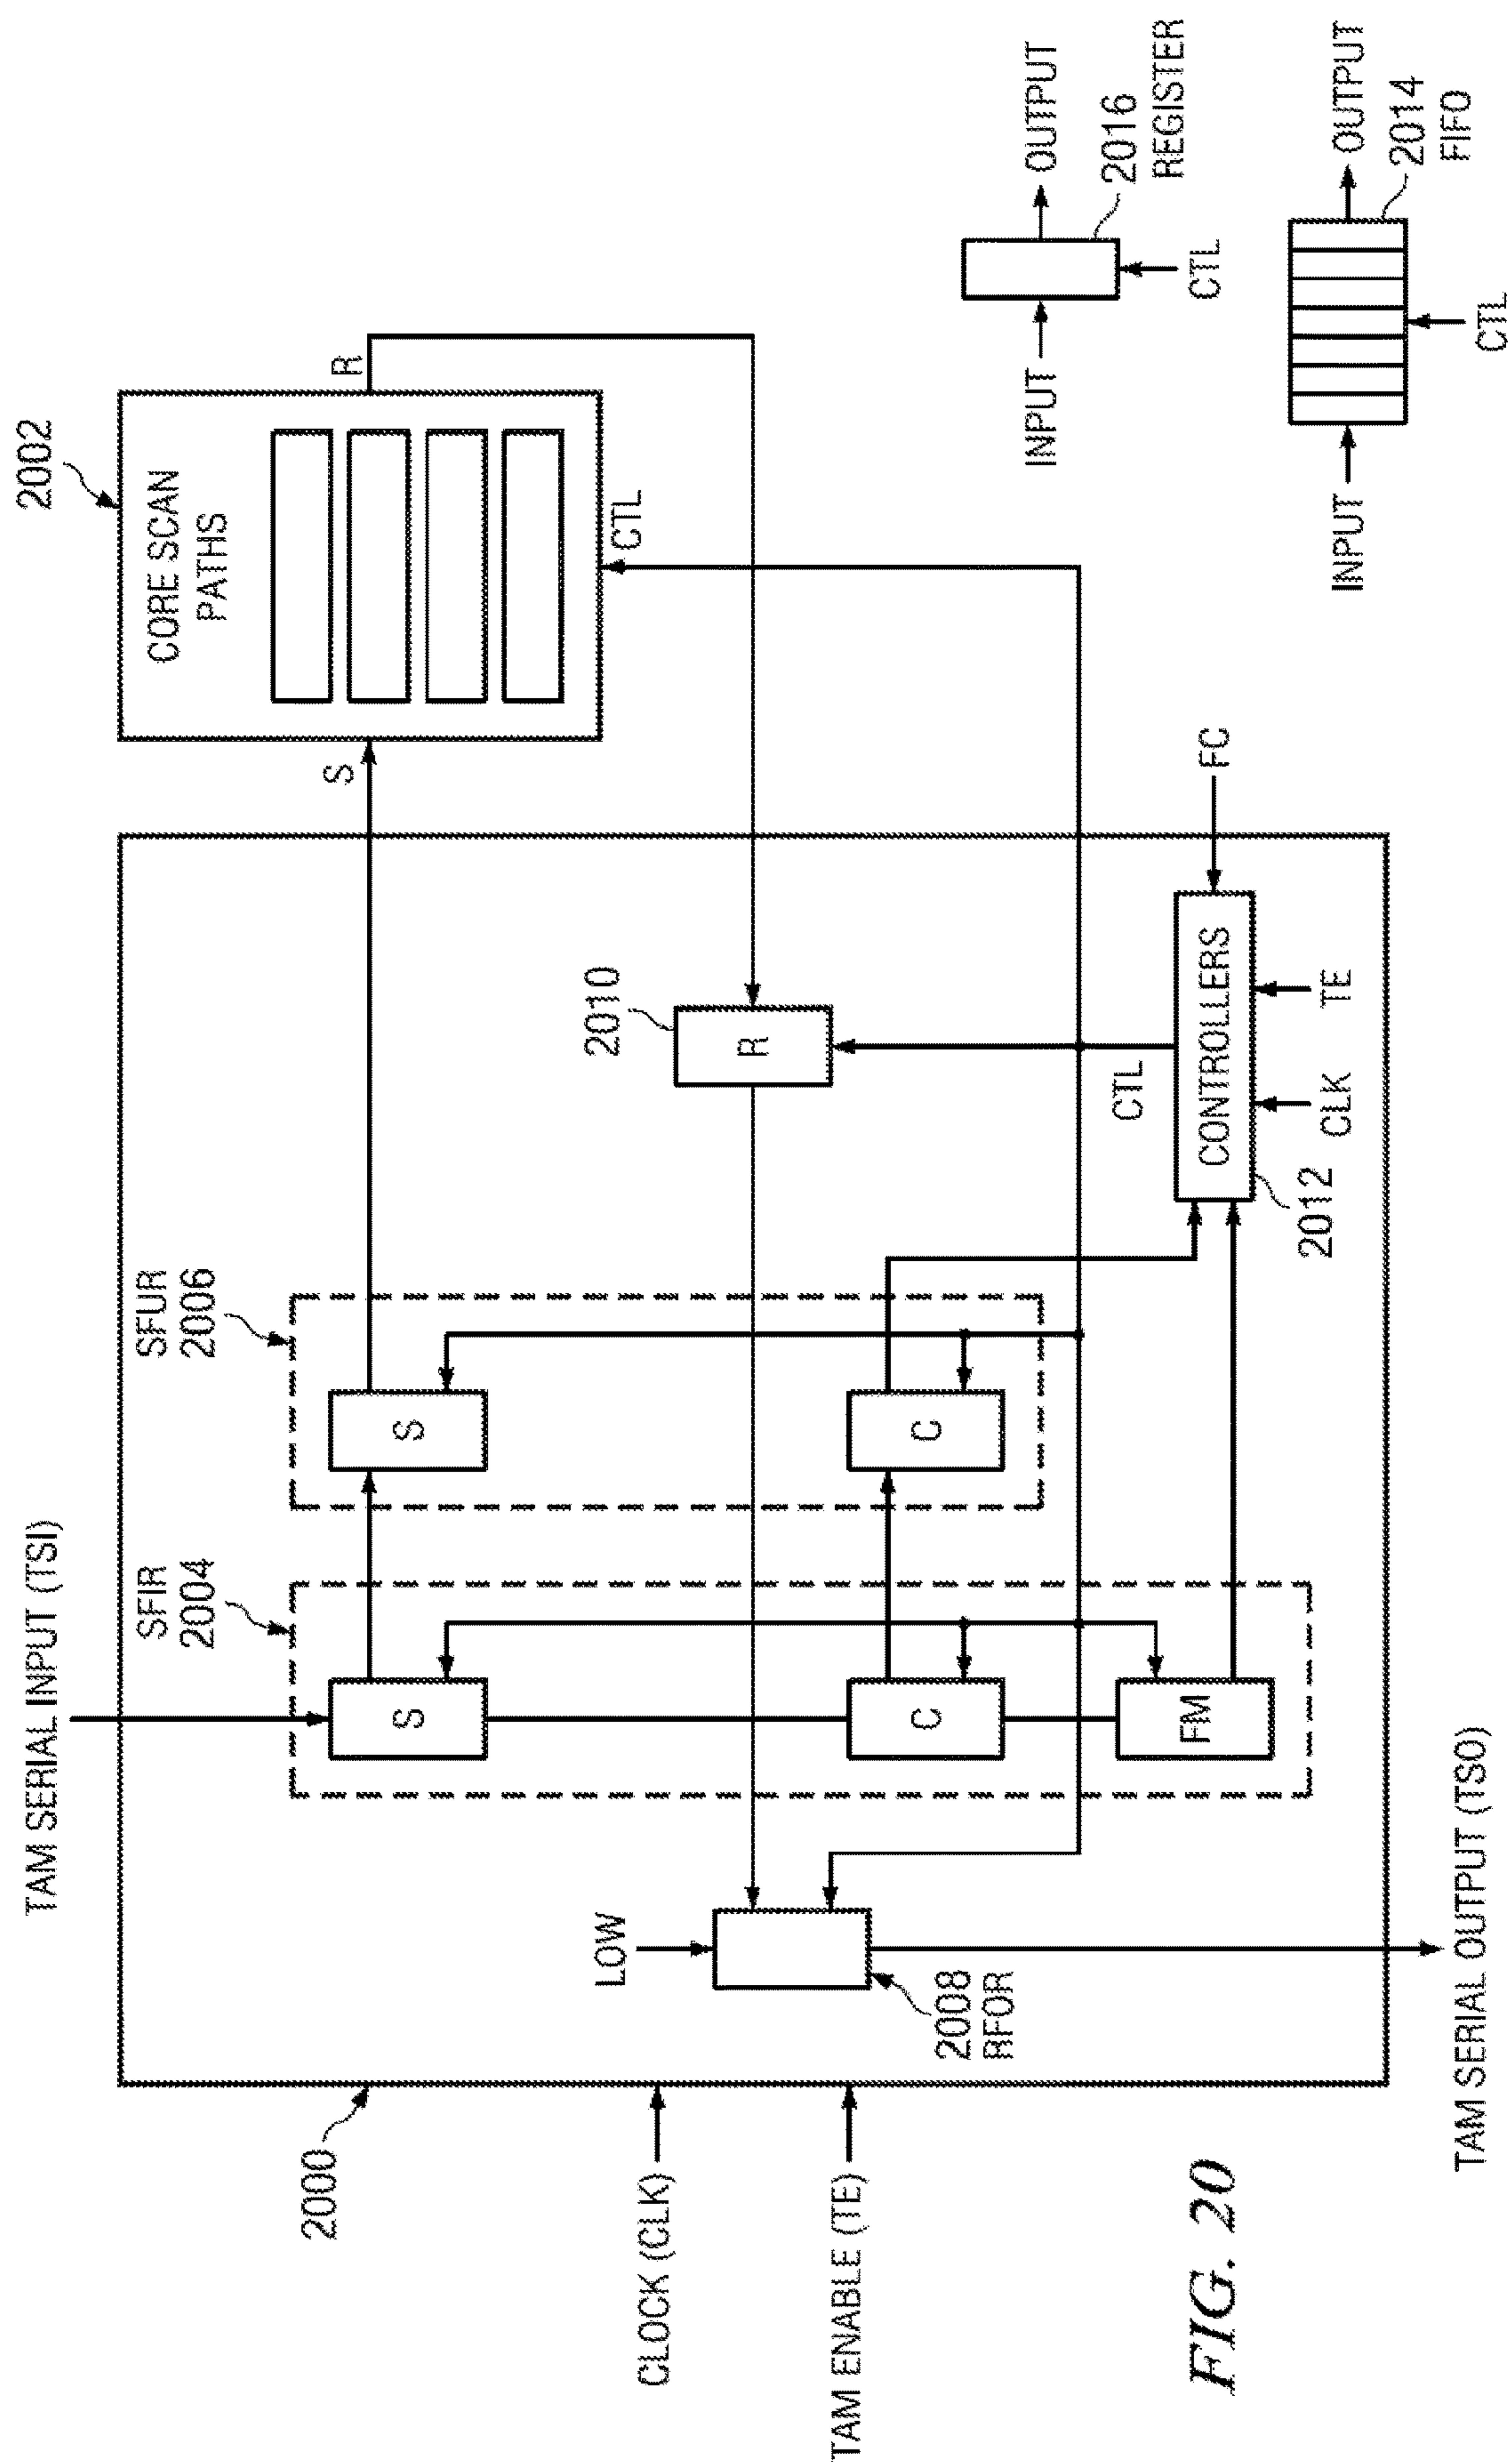 TAM SERIAL INPUT (TSI)
SFIR
2004
SFUR
2006
2002
CORE SCAN
PATHS
S
R
CTL
S
S
2010
R
LOW
2008
RFOR
C
C
FM
CTL
CONTROLLERS
2012
CLK
TE
FC
2000
CLOCK (CLK)
TAM ENABLE (TE)
TAM SERIAL OUTPUT (TSO)
INPUT
OUTPUT
CTL
2016
REGISTER
INPUT
OUTPUT
CTL
2014
FIFO
FIG. 20